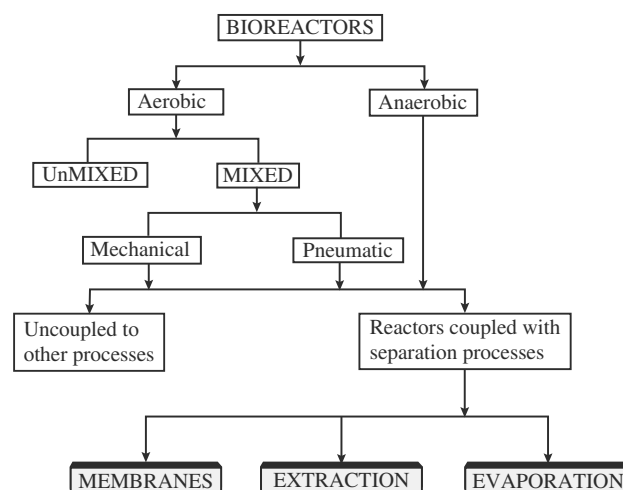 BIOREACTORS
Aerobic
Anaerobic
UnMIXED
MIXED
Mechanical
Pneumatic
Uncoupled to
other processes
Reactors coupled with
separation processes
MEMBRANES
EXTRACTION
EVAPORATION